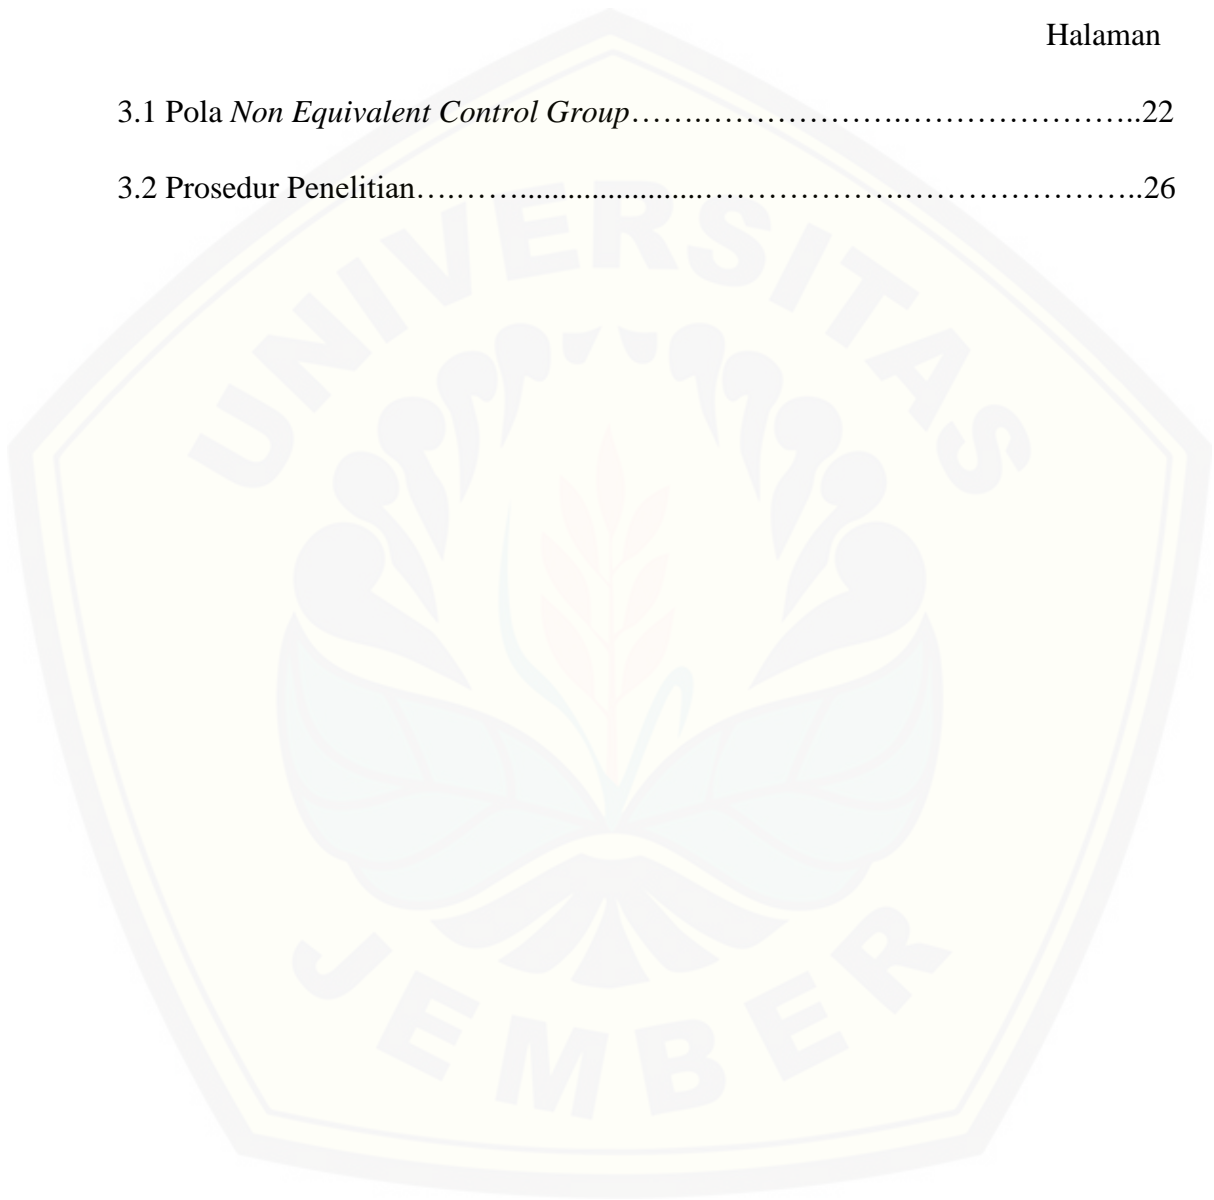 Halaman
3.1 Pola Non Equivalent Control Group…….……………….…………………..22
3.2 Prosedur Penelitian….……......................……………….…………………..26
UNIVERSITAS
JEMBER